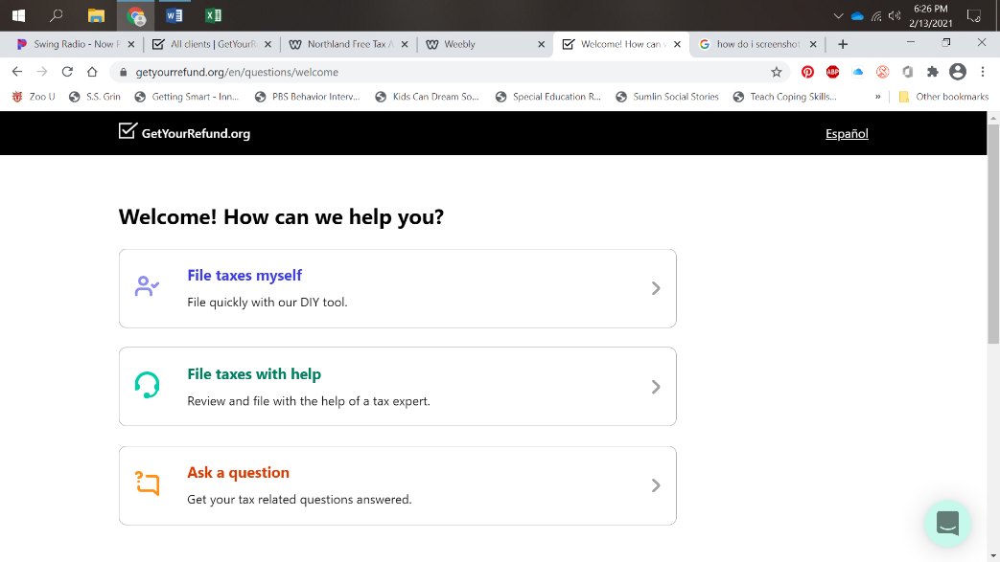 6:26 PM
2/13/2021
Swing Radio - Now P
All clients | GetYourR
Northland Free Tax A
Weebly
Welcome! How can w
how do i screenshot
getyourrefund.org/en/questions/welcome
ABP
Zoo U
S.S. Grin
Getting Smart - Inn...
PBS Behavior Interv...
Kids Can Dream So...
Special Education R...
Sumlin Social Stories
Teach Coping Skills...
»
Other bookmarks
GetYourRefund.org
Español
Welcome! How can we help you?
File taxes myself
File quickly with our DIY tool.
File taxes with help
Review and file with the help of a tax expert.
Ask a question
Get your tax related questions answered.